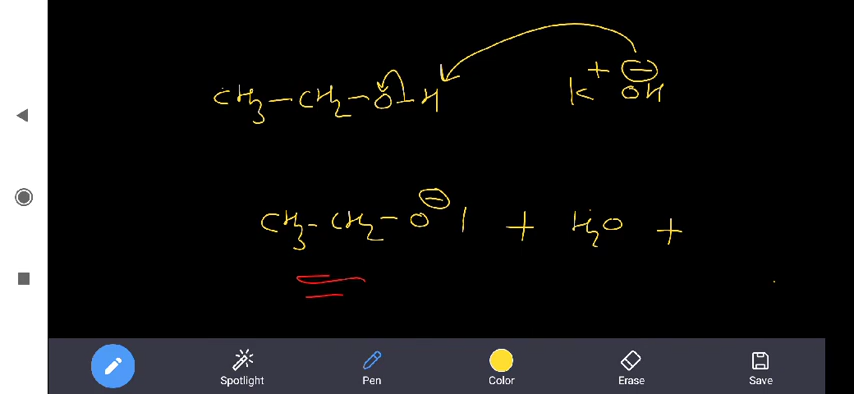 CH3-CH2-O-H K+ ⊖OH
CH3-CH2-O⊖ + H2O +
Spotlight Pen Color Erase Save